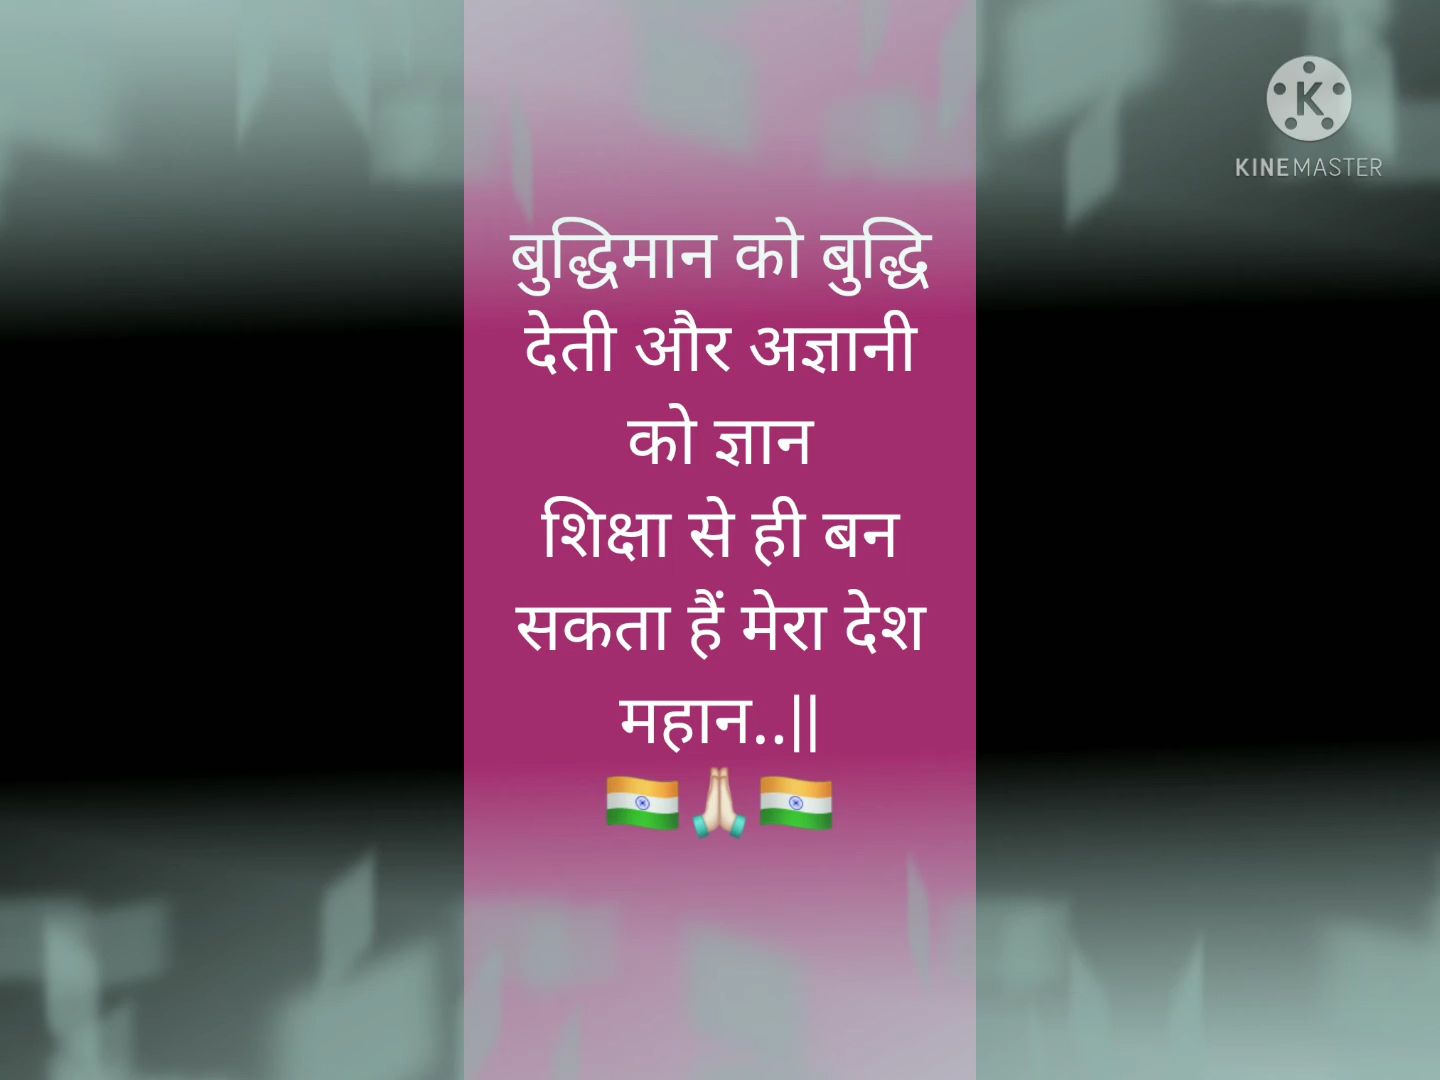 KINEMASTER
बुद्धिमान को बुद्धि
देती और अज्ञानी
को ज्ञान
शिक्षा से ही बन
सकता हैं मेरा देश
महान..||
🇮🇳🙏🏻🇮🇳